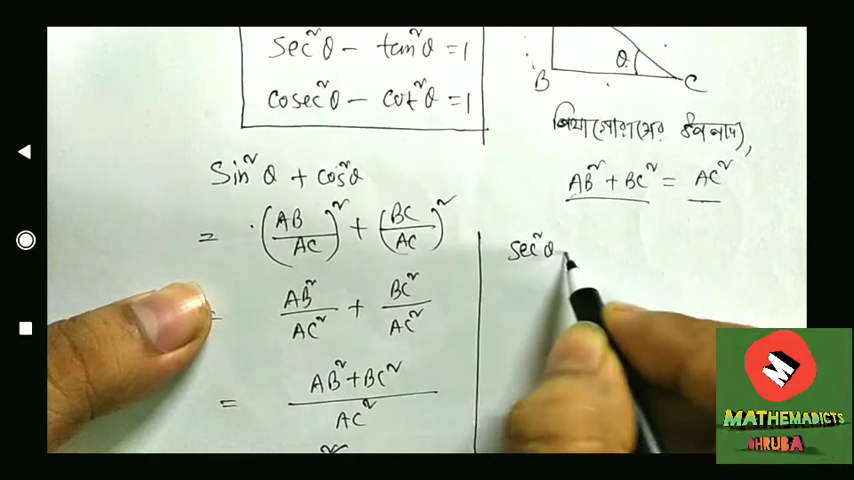 sec²θ - tan²θ = 1
cosec²θ - cot²θ = 1
B
θ
C
AB² + BC² = AC²
Sin²θ + cos²θ
= (AB/AC)² + (BC/AC)²
sec²θ
= AB²/AC² + BC²/AC²
= AB² + BC²/AC²
M
MATHEMADICTS
DHRUBA